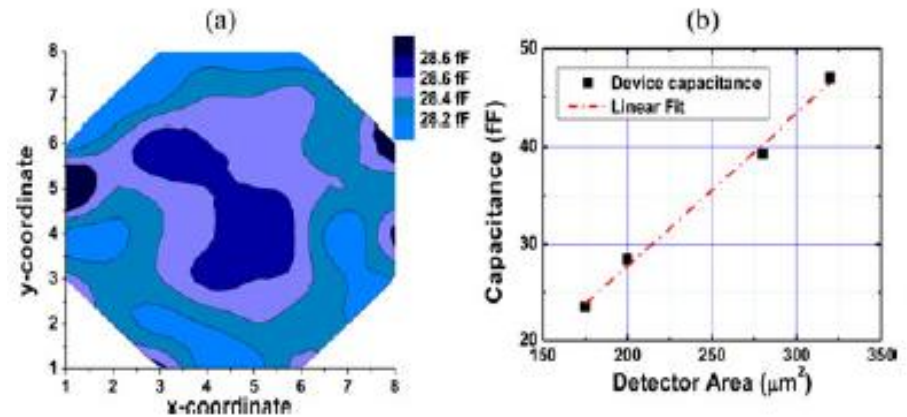 (a)
8
7
6
5
4
3
2
1
y-coordinate
1 2 3 4 5 6 7 8
x-coordinate
28.6 fF
28.6 fF
28.4 fF
28.2 fF
(b)
50
40
30
20
Capacitance (fF)
Device capacitance
Linear Fit
150 200 250 300 350
Detector Area (μm²)